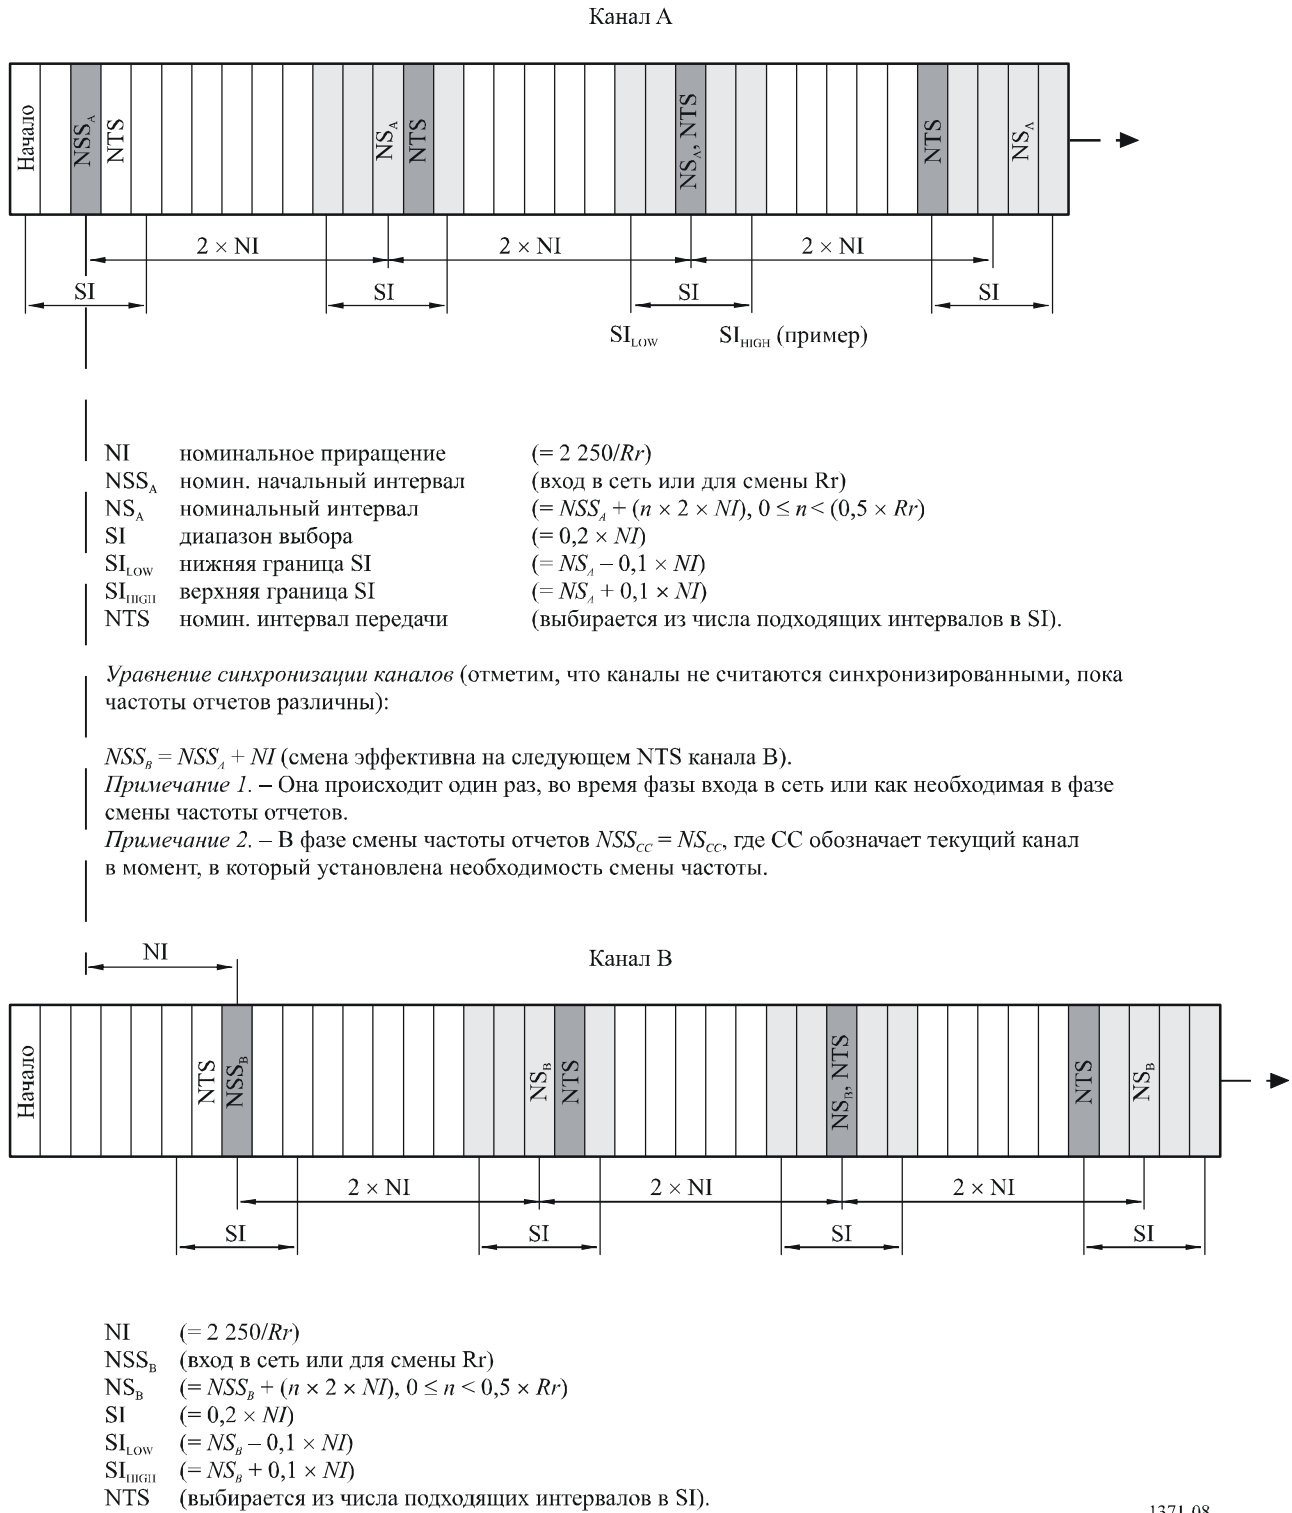 Канал А
Начало
NSS_A
NTS
NS_A
NTS
NS_A, NTS
NTS
NS_A
2 × NI
2 × NI
2 × NI
SI
SI
SI
SI
SI_LOW
SI_HIGH (пример)
NI номинальное приращение (= 2 250/Rr)
NSS_A номин. начальный интервал (вход в сеть или для смены Rr)
NS_A номинальный интервал (= NSS_A + (n × 2 × NI), 0 ≤ n < (0,5 × Rr)
SI диапазон выбора (= 0,2 × NI)
SI_LOW нижняя граница SI (= NS_A – 0,1 × NI)
SI_HIGH верхняя граница SI (= NS_A + 0,1 × NI)
NTS номин. интервал передачи (выбирается из числа подходящих интервалов в SI).
Уравнение синхронизации каналов (отметим, что каналы не считаются синхронизированными, пока
частоты отчетов различны):
NSS_B = NSS_A + NI (смена эффективна на следующем NTS канала В).
Примечание 1. – Она происходит один раз, во время фазы входа в сеть или как необходимая в фазе
смены частоты отчетов.
Примечание 2. – В фазе смены частоты отчетов NSS_CC = NS_CC, где СС обозначает текущий канал
в момент, в который установлена необходимость смены частоты.
NI
Канал В
Начало
NTS
NSS_B
NS_B
NTS
NS_B, NTS
NTS
NS_B
2 × NI
2 × NI
2 × NI
SI
SI
SI
SI
NI (= 2 250/Rr)
NSS_B (вход в сеть или для смены Rr)
NS_B (= NSS_B + (n × 2 × NI), 0 ≤ n < 0,5 × Rr)
SI (= 0,2 × NI)
SI_LOW (= NS_B – 0,1 × NI)
SI_HIGH (= NS_B + 0,1 × NI)
NTS (выбирается из числа подходящих интервалов в SI).
1371-08